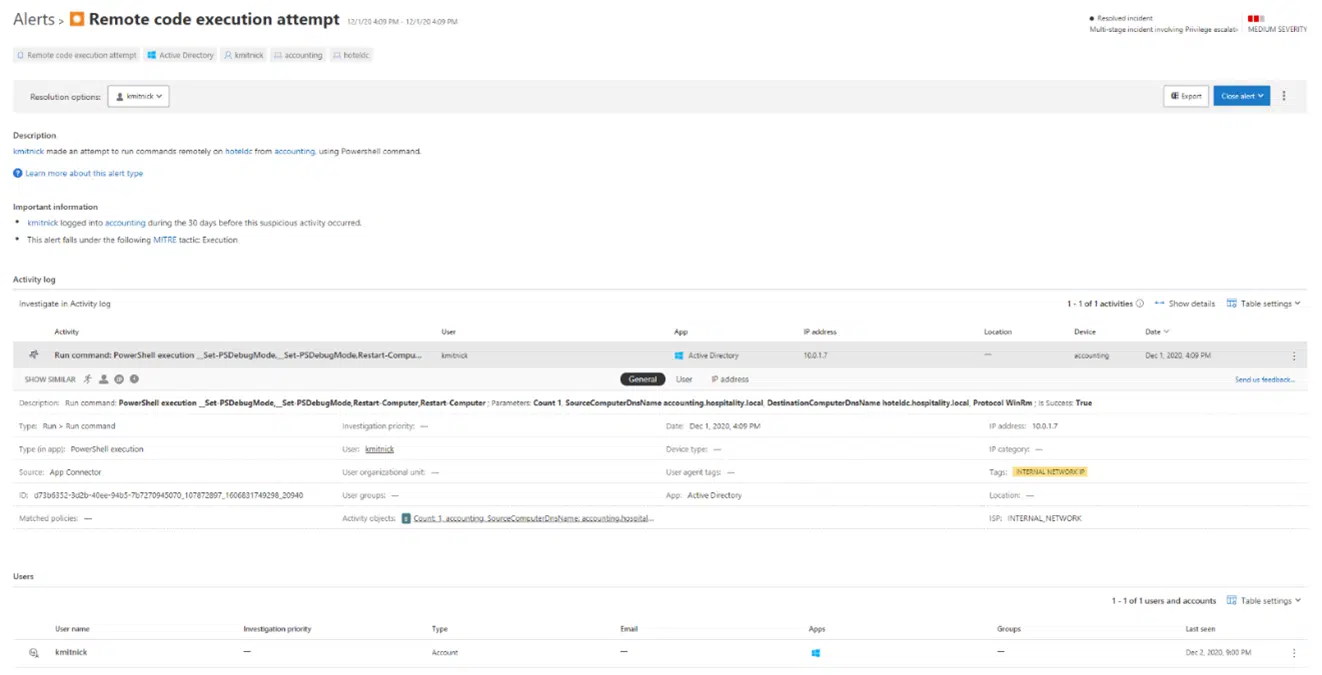 Alerts > Remote code execution attempt 12/1/20 4:09 PM - 12/1/20 4:09 PM
Resolved incident
Multi-stage incident involving Privilege escalati
MEDIUM SEVERITY
Remote code execution attempt Active Directory kmitnick accounting hoteldc
Resolution options: kmitnick Export Close alert
Description
kmitnick made an attempt to run commands remotely on hoteldc from accounting, using Powershell command.
Learn more about this alert type
Important information
• kmitnick logged into accounting during the 30 days before this suspicious activity occurred.
• This alert falls under the following MITRE tactic: Execution
Activity log
Investigate in Activity log 1 - 1 of 1 activities Show details Table settings
Activity User App IP address Location Device Date
Run command: PowerShell execution __Set-PSDebugMode,__Set-PSDebugMode,Restart-Compu... kmitnick Active Directory 10.0.1.7 — accounting Dec 1, 2020, 4:09 PM
SHOW SIMILAR General User IP address Send us feedback...
Description: Run command: PowerShell execution __Set-PSDebugMode,__Set-PSDebugMode,Restart-Computer,Restart-Computer ; Parameters: Count 1, SourceComputerDnsName accounting.hospitality.local, DestinationComputerDnsName hoteldc.hospitality.local, Protocol WinRm ; Is Success: True
Type: Run > Run command Investigation priority: — Date: Dec 1, 2020, 4:09 PM IP address: 10.0.1.7
Type (in app): PowerShell execution User: kmitnick Device type: — IP category: —
Source: App Connector User organizational unit: — User agent tags: — Tags: INTERNAL NETWORK IP
ID: d73b6352-3d2b-40ee-94b5-7b7270945070_107872897_1606831749298_20940 User groups: — App: Active Directory Location: —
Matched policies: — Activity objects: Count: 1, accounting, SourceComputerDnsName: accounting.hospital... ISP: INTERNAL_NETWORK
Users
1 - 1 of 1 users and accounts Table settings
User name Investigation priority Type Email Apps Groups Last seen
kmitnick — Account — — Dec 2, 2020, 9:00 PM